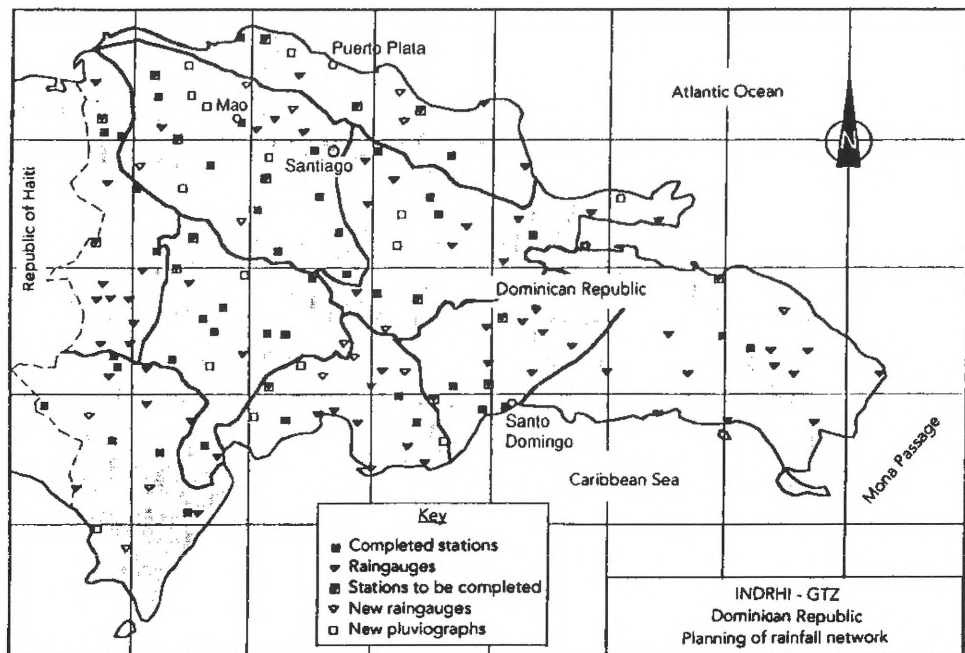 Puerto Plata
Atlantic Ocean
Mao
N
Santiago
Republic of Haiti
Dominican Republic
Santo
Domingo
Caribbean Sea
Mona Passage
Key
Completed stations
Raingauges
Stations to be completed
New raingauges
New pluviographs
INDRHI - GTZ
Dominican Republic
Planning of rainfall network